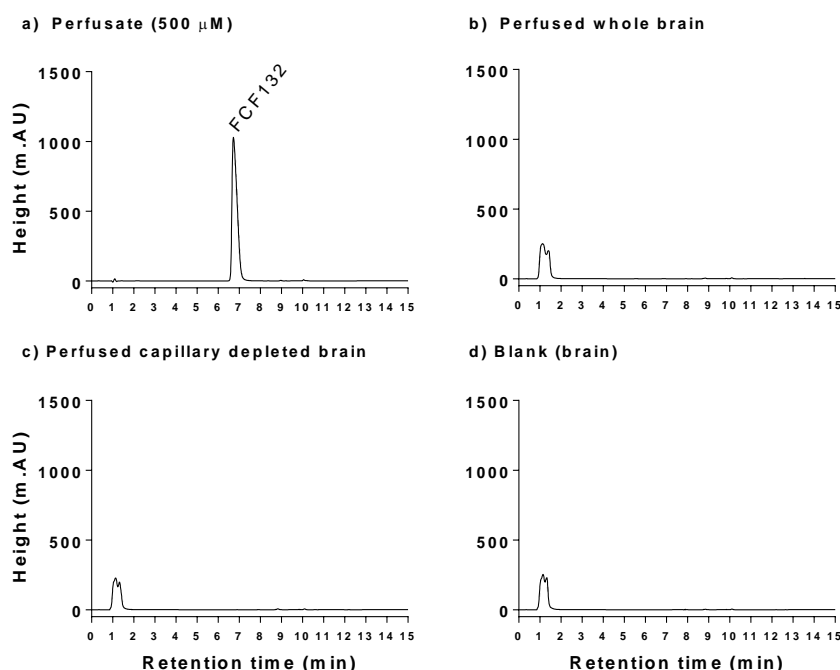 a) Perfusate (500 μM)
b) Perfused whole brain
1500
1000
500
0
Height (m.AU)
FCF132
0 1 2 3 4 5 6 7 8 9 10 11 12 13 14 15
1500
1000
500
0
0 1 2 3 4 5 6 7 8 9 10 11 12 13 14 15
c) Perfused capillary depleted brain
d) Blank (brain)
1500
1000
500
0
Height (m.AU)
0 1 2 3 4 5 6 7 8 9 10 11 12 13 14 15
Retention time (min)
1500
1000
500
0
0 1 2 3 4 5 6 7 8 9 10 11 12 13 14 15
Retention time (min)